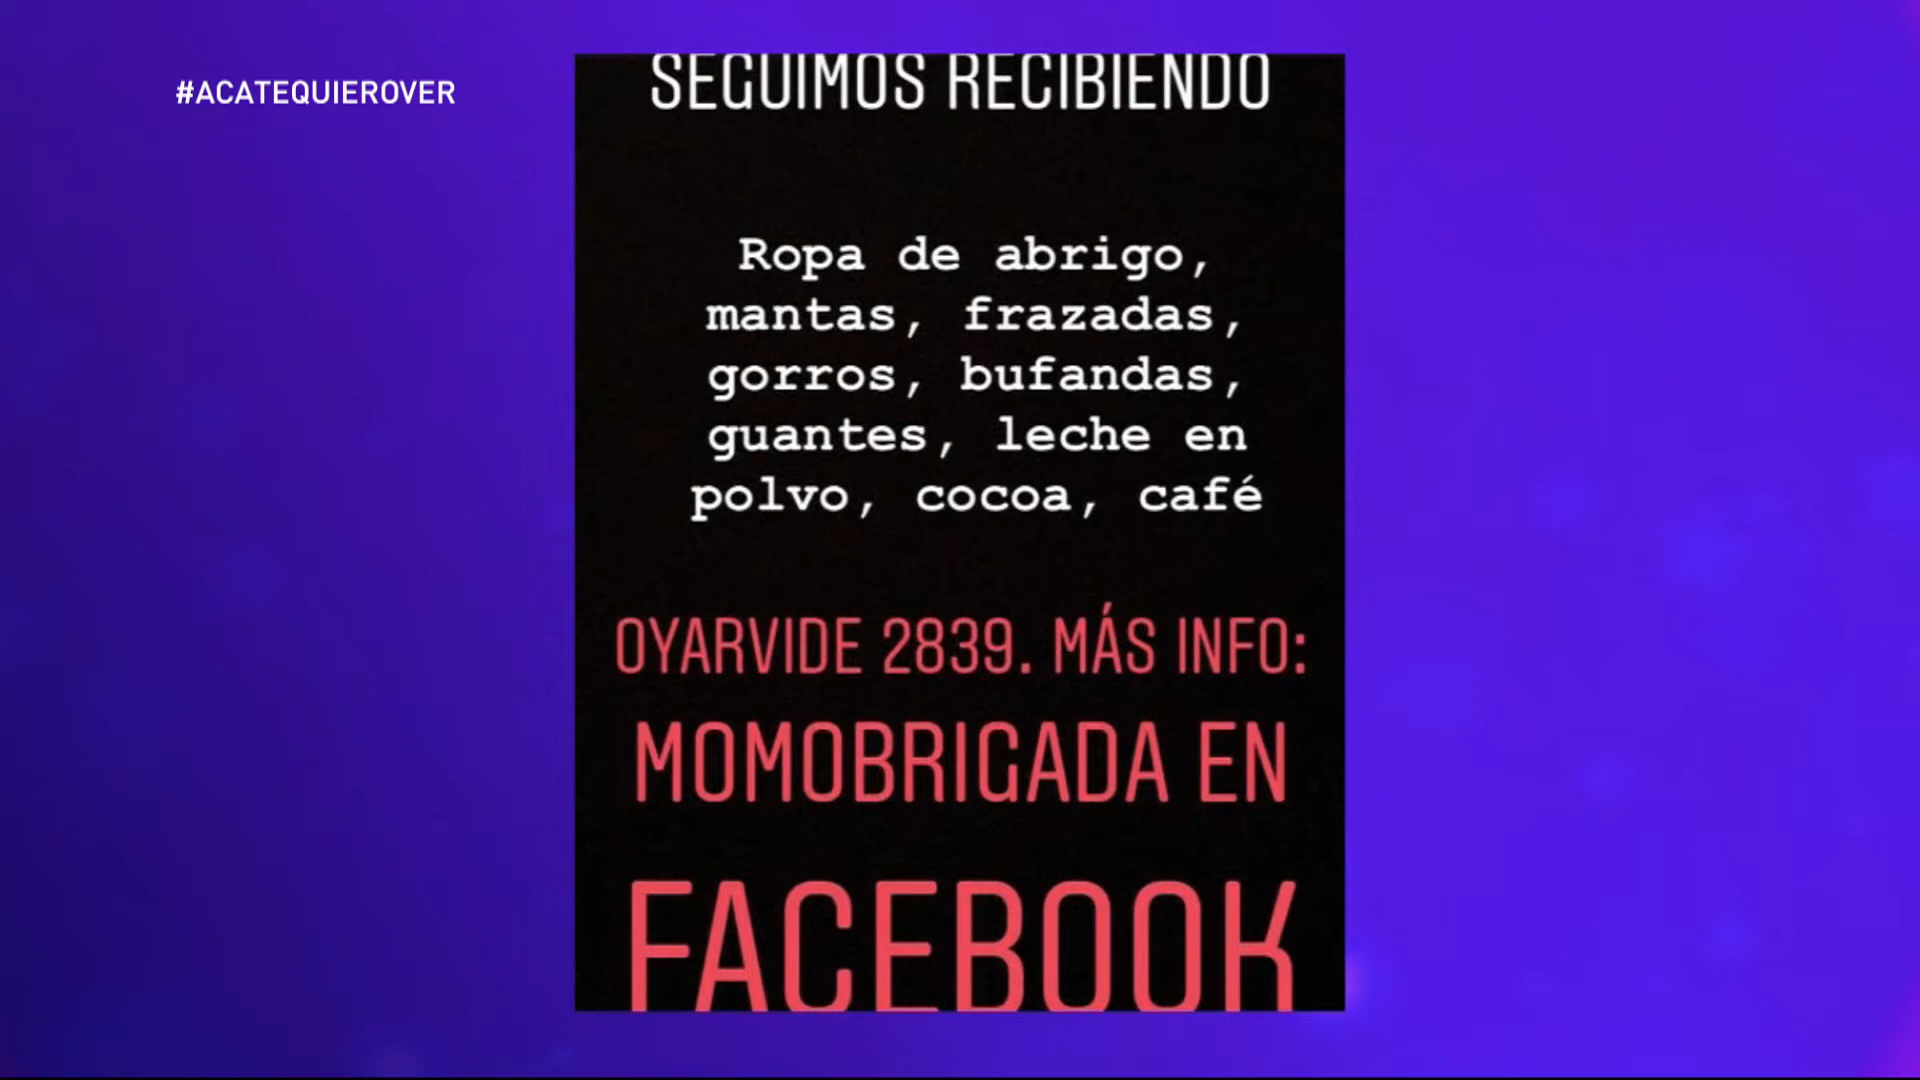 #ACATEQUIEROVER
SEGUIMOS RECIBIENDO
Ropa de abrigo,
mantas, frazadas,
gorros, bufandas,
guantes, leche en
polvo, cocoa, café
OYARVIDE 2839. MÁS INFO:
MOMOBRIGADA EN
FACEBOOK